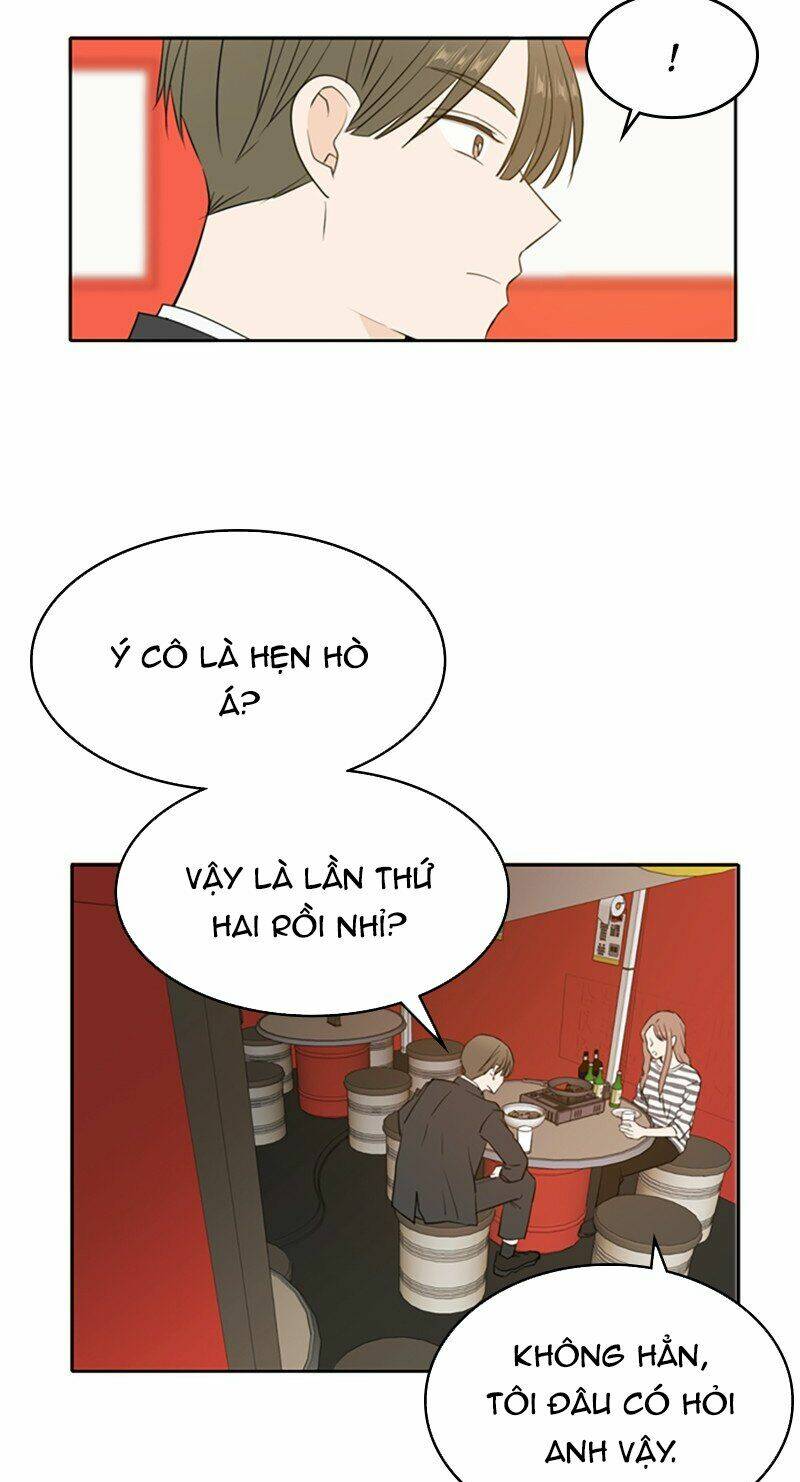 !
Ý CÔ LÀ HẸN HÒ
Á?
VẬY LÀ LẦN THỨ
HAI RỒI NHỈ?
KHÔNG HẲN,
TÔI ĐÂU CÓ HỎI
ANH VẬY.